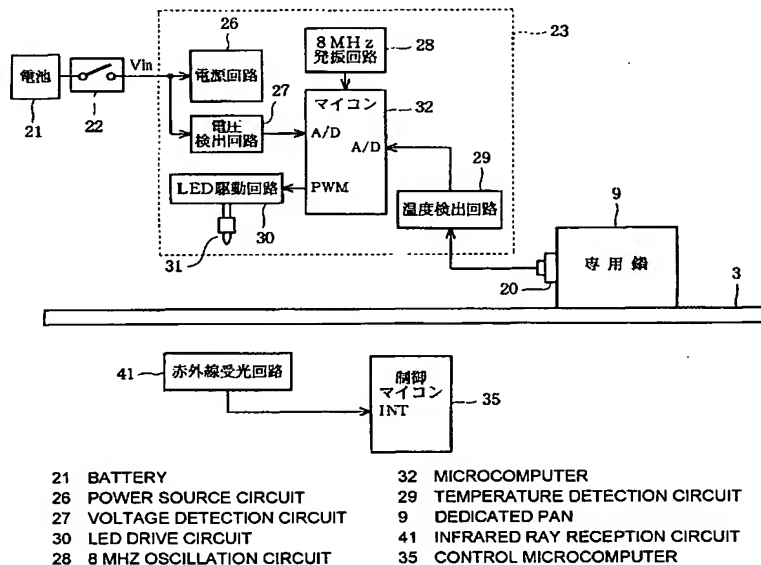 26
8MHz
発振回路
28
23
電池
Vin
電源回路
27
マイコン
32
21
22
電圧
検出回路
A/D
A/D
29
LED駆動回路
PWM
温度検出回路
9
31
30
専用鍋
20
3
41
赤外線受光回路
制御
マイコン
INT
35
21 BATTERY
26 POWER SOURCE CIRCUIT
27 VOLTAGE DETECTION CIRCUIT
30 LED DRIVE CIRCUIT
28 8 MHZ OSCILLATION CIRCUIT
32 MICROCOMPUTER
29 TEMPERATURE DETECTION CIRCUIT
9 DEDICATED PAN
41 INFRARED RAY RECEPTION CIRCUIT
35 CONTROL MICROCOMPUTER